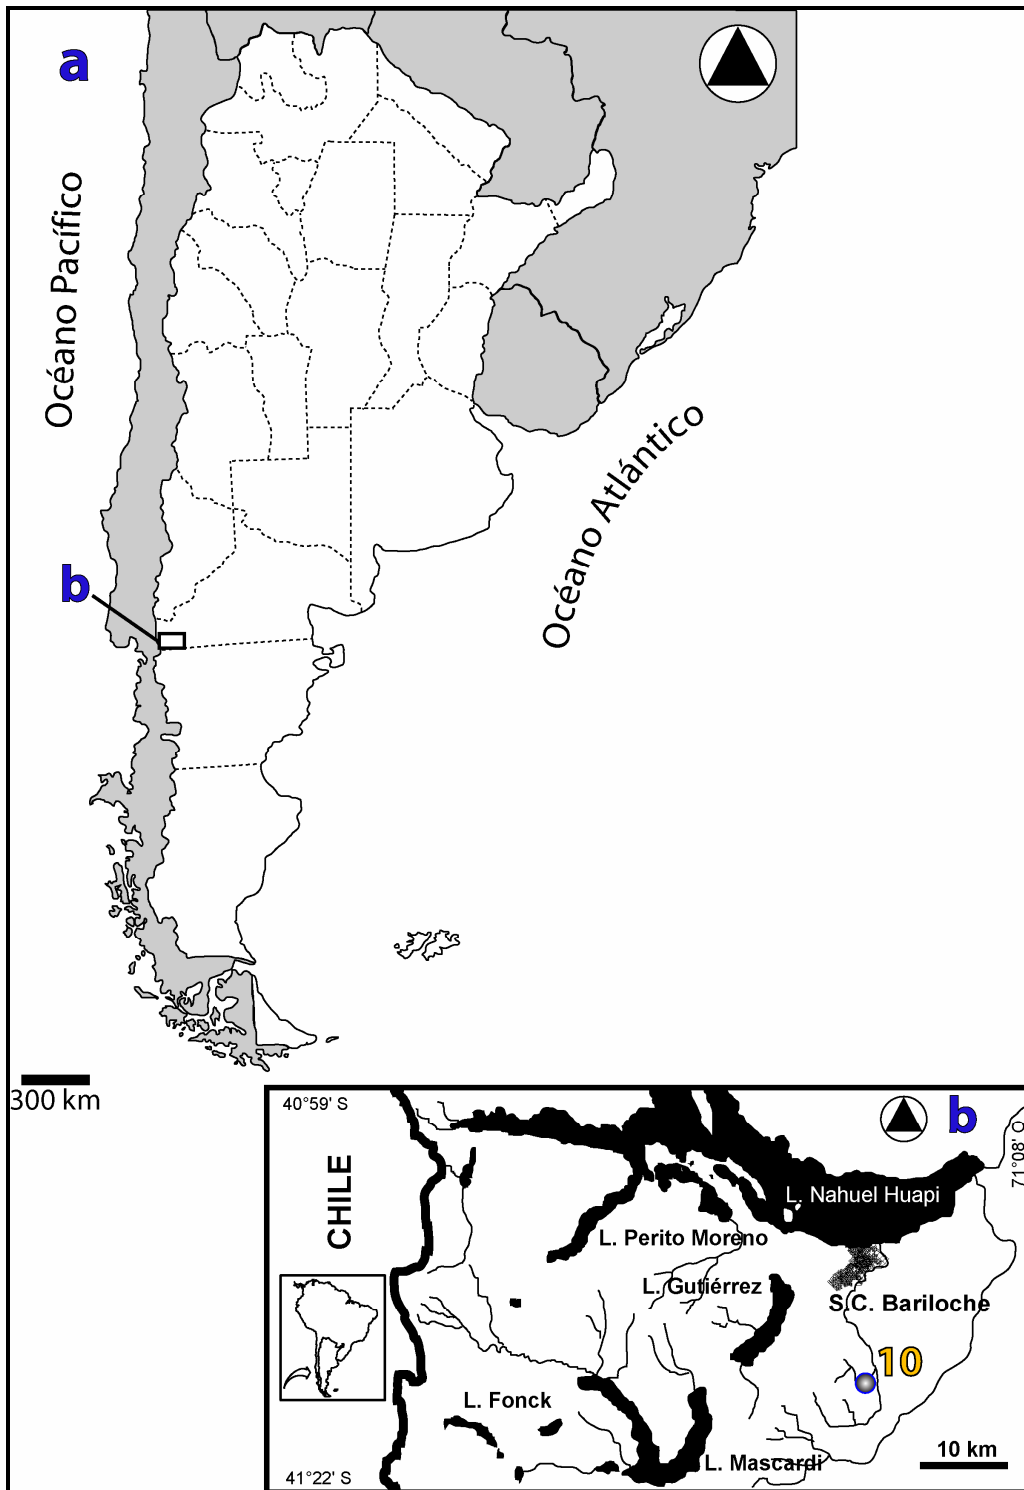 a
Océano Pacífico
Océano Atlántico
b
300 km
40°59' S
b
71°08' O
CHILE
L. Nahuel Huapi
L. Perito Moreno
L. Gutiérrez
S.C. Bariloche
10
L. Fonck
L. Mascardi
10 km
41°22' S